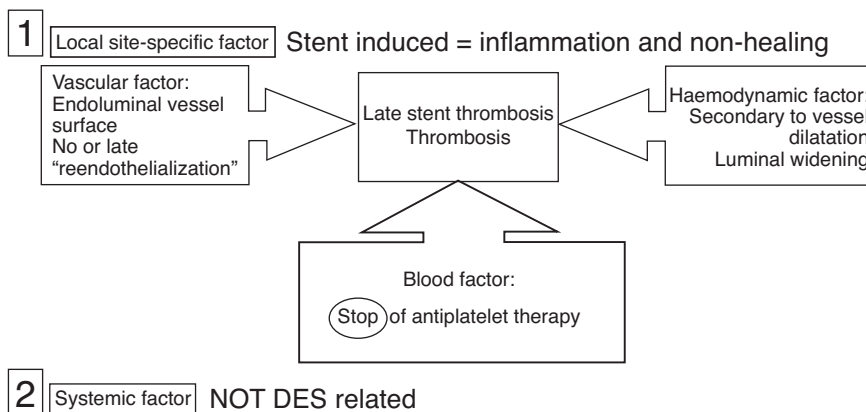 1 Local site-specific factor Stent induced = inflammation and non-healing
Vascular factor:
Endoluminal vessel
surface
No or late
“reendothelialization”
Late stent thrombosis
Thrombosis
Haemodynamic factor:
Secondary to vessel
dilatation
Luminal widening
Blood factor:
Stop of antiplatelet therapy
2 Systemic factor NOT DES related